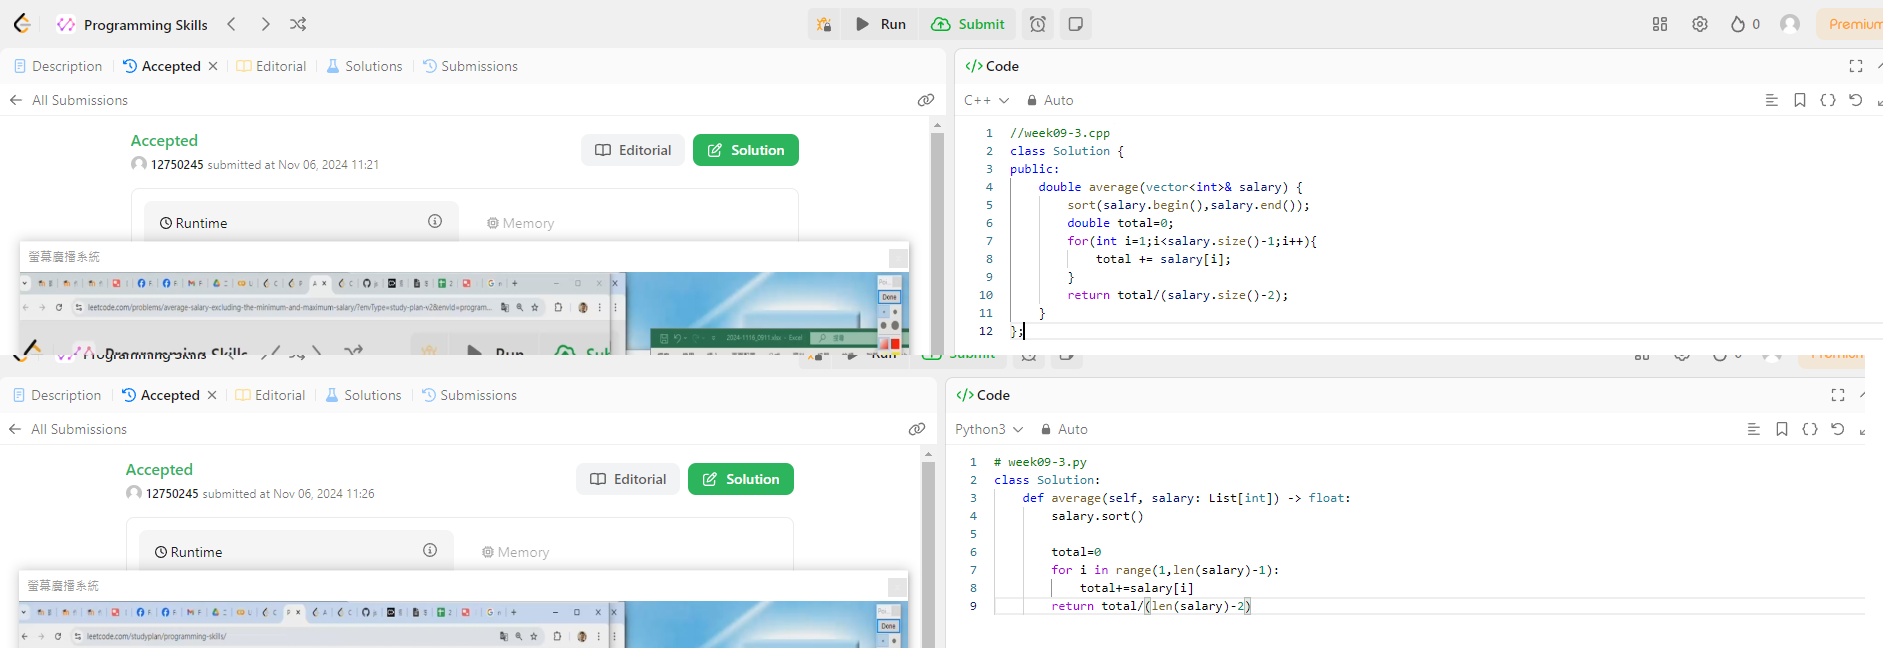 Programming Skills
Run
Submit
0
Premium
Description
Accepted
Editorial
Solutions
Submissions
All Submissions
Accepted
12750245 submitted at Nov 06, 2024 11:21
Editorial
Solution
Runtime
Memory
螢幕廣播系統
leetcode.com/problems/average-salary-excluding-the-minimum-and-maximum-salary/?envType=study-plan-v2&envId=program...
Done
Programming Skills
Run
</> Code
C++
Auto
1 //week09-3.cpp
2 class Solution {
3 public:
4 double average(vector<int>& salary) {
5 sort(salary.begin(),salary.end());
6 double total=0;
7 for(int i=1;i<salary.size()-1;i++){
8 total += salary[i];
9 }
10 return total/(salary.size()-2);
11 }
12 };
Description
Accepted
Editorial
Solutions
Submissions
All Submissions
Accepted
12750245 submitted at Nov 06, 2024 11:26
Editorial
Solution
Runtime
Memory
螢幕廣播系統
leetcode.com/studyplan/programming-skills/
Done
</> Code
Python3
Auto
1 # week09-3.py
2 class Solution:
3 def average(self, salary: List[int]) -> float:
4 salary.sort()
5
6 total=0
7 for i in range(1,len(salary)-1):
8 total+=salary[i]
9 return total/(len(salary)-2)